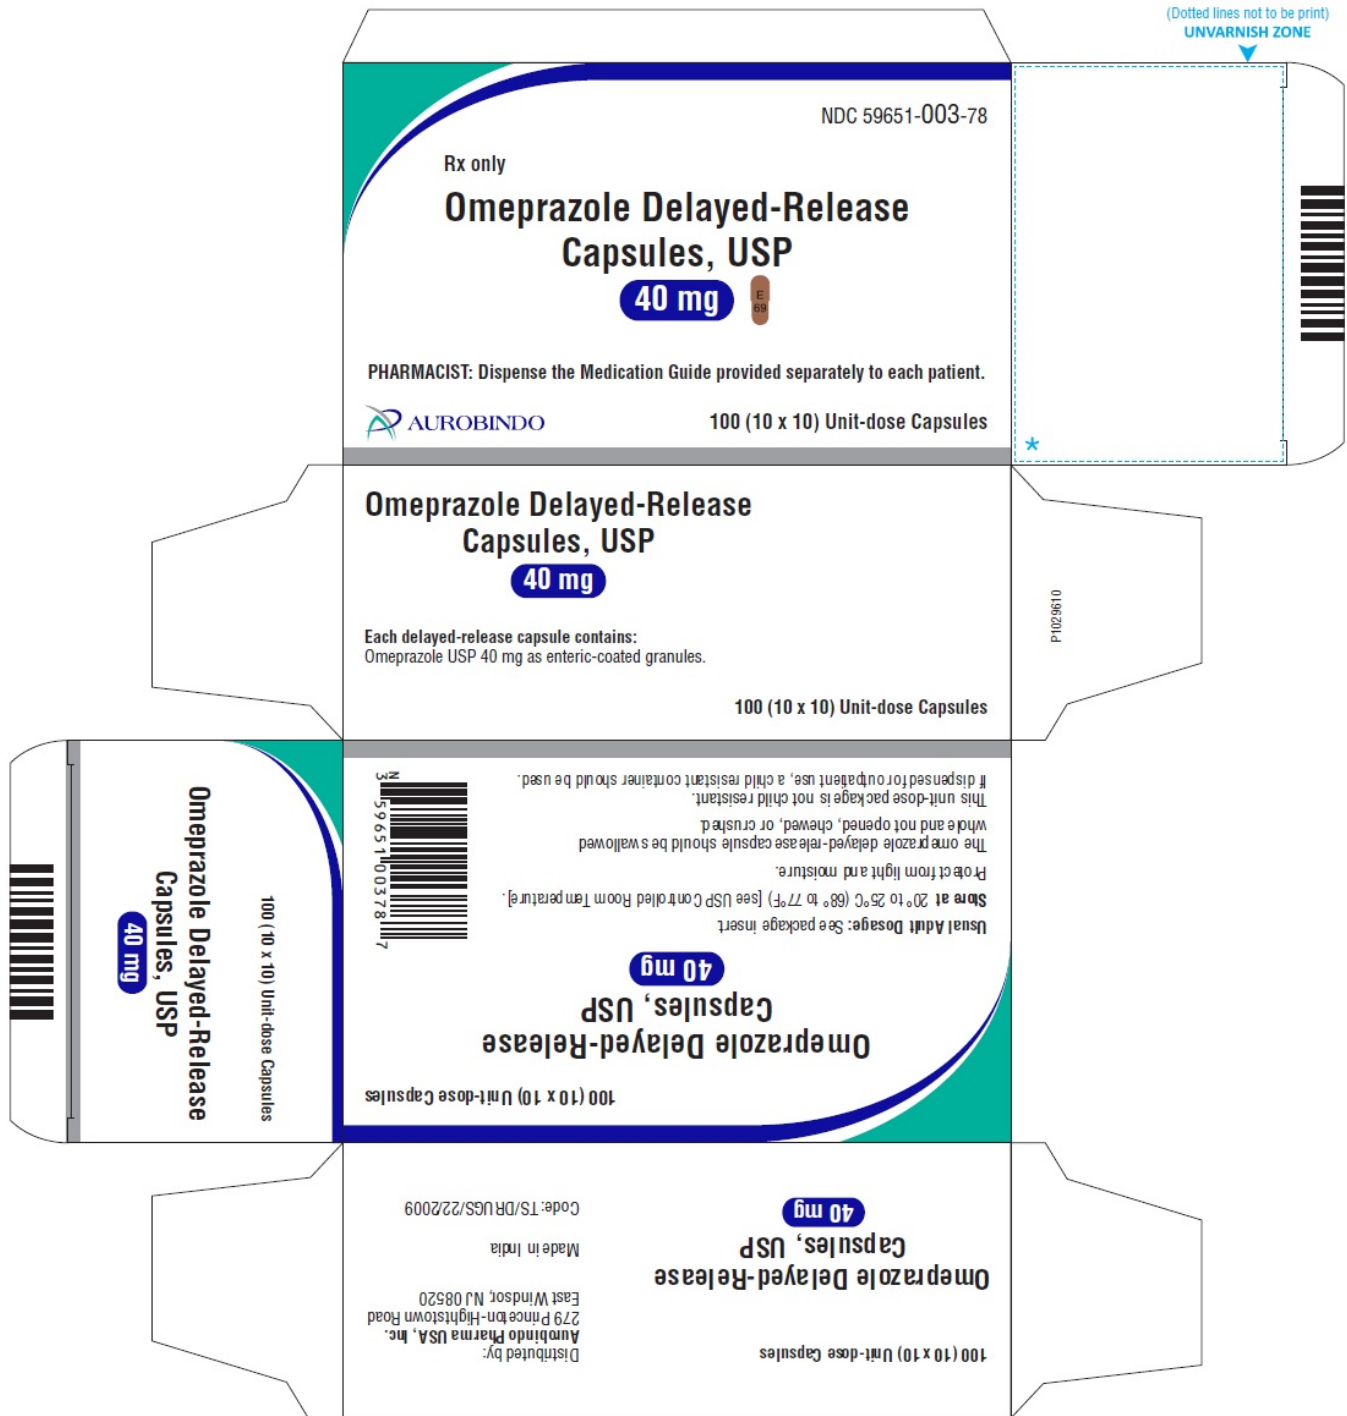 (Dotted lines not to be print)
UNVARNISH ZONE
NDC 59651-003-78
Rx only
Omeprazole Delayed-Release
Capsules, USP
40 mg
E
69
PHARMACIST: Dispense the Medication Guide provided separately to each patient.
AUROBINDO
100 (10 x 10) Unit-dose Capsules
*
Omeprazole Delayed-Release
Capsules, USP
40 mg
Each delayed-release capsule contains:
Omeprazole USP 40 mg as enteric-coated granules.
100 (10 x 10) Unit-dose Capsules
P1029610
Omeprazole Delayed-Release
Capsules, USP
40 mg
100 (10 x 10) Unit-dose Capsules
100 (10 x 10) Unit-dose Capsules
Omeprazole Delayed-Release
Capsules, USP
40 mg
Usual Adult Dosage: See package insert.
Store at 20° to 25°C (68° to 77°F) [see USP Controlled Room Temperature].
Protect from light and moisture.
The omeprazole delayed-release capsule should be swallowed
whole and not opened, chewed, or crushed.
This unit-dose package is not child resistant.
If dispensed for outpatient use, a child resistant container should be used.
N
3 59651 00378 7
100 (10 x 10) Unit-dose Capsules
Omeprazole Delayed-Release
Capsules, USP
40 mg
Distributed by:
Aurobindo Pharma USA, Inc.
279 Princeton-Hightstown Road
East Windsor, NJ 08520
Made in India
Code: TS/DRUGS/22/2009